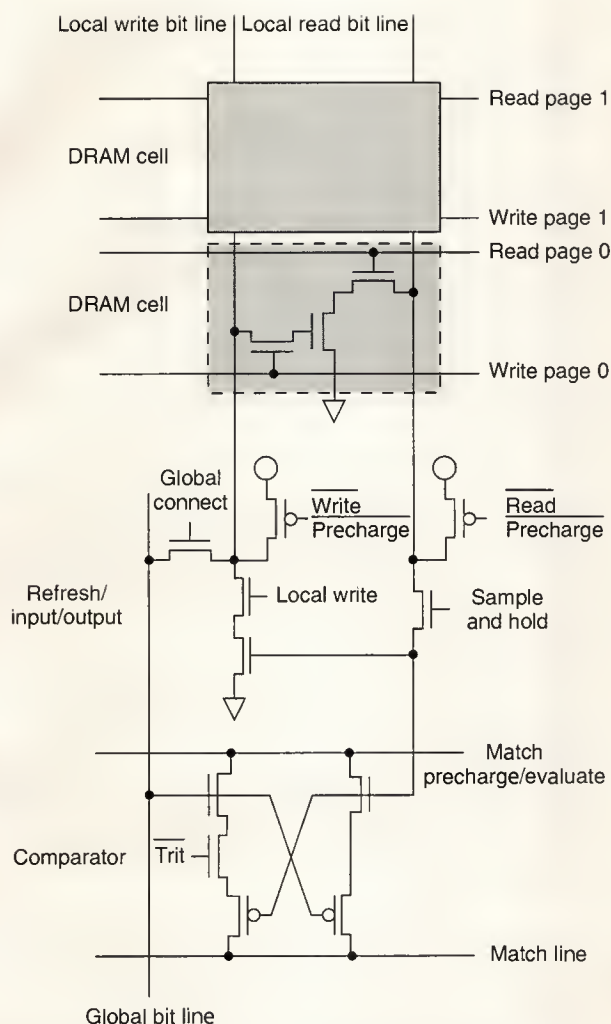 Local write bit line
Local read bit line
Read page 1
DRAM cell
Write page 1
Read page 0
DRAM cell
Write page 0
Global
connect
Write
Precharge
Read
Precharge
Refresh/
input/output
Local write
Sample
and hold
Match
precharge/evaluate
Comparator
Trit
Match line
Global bit line